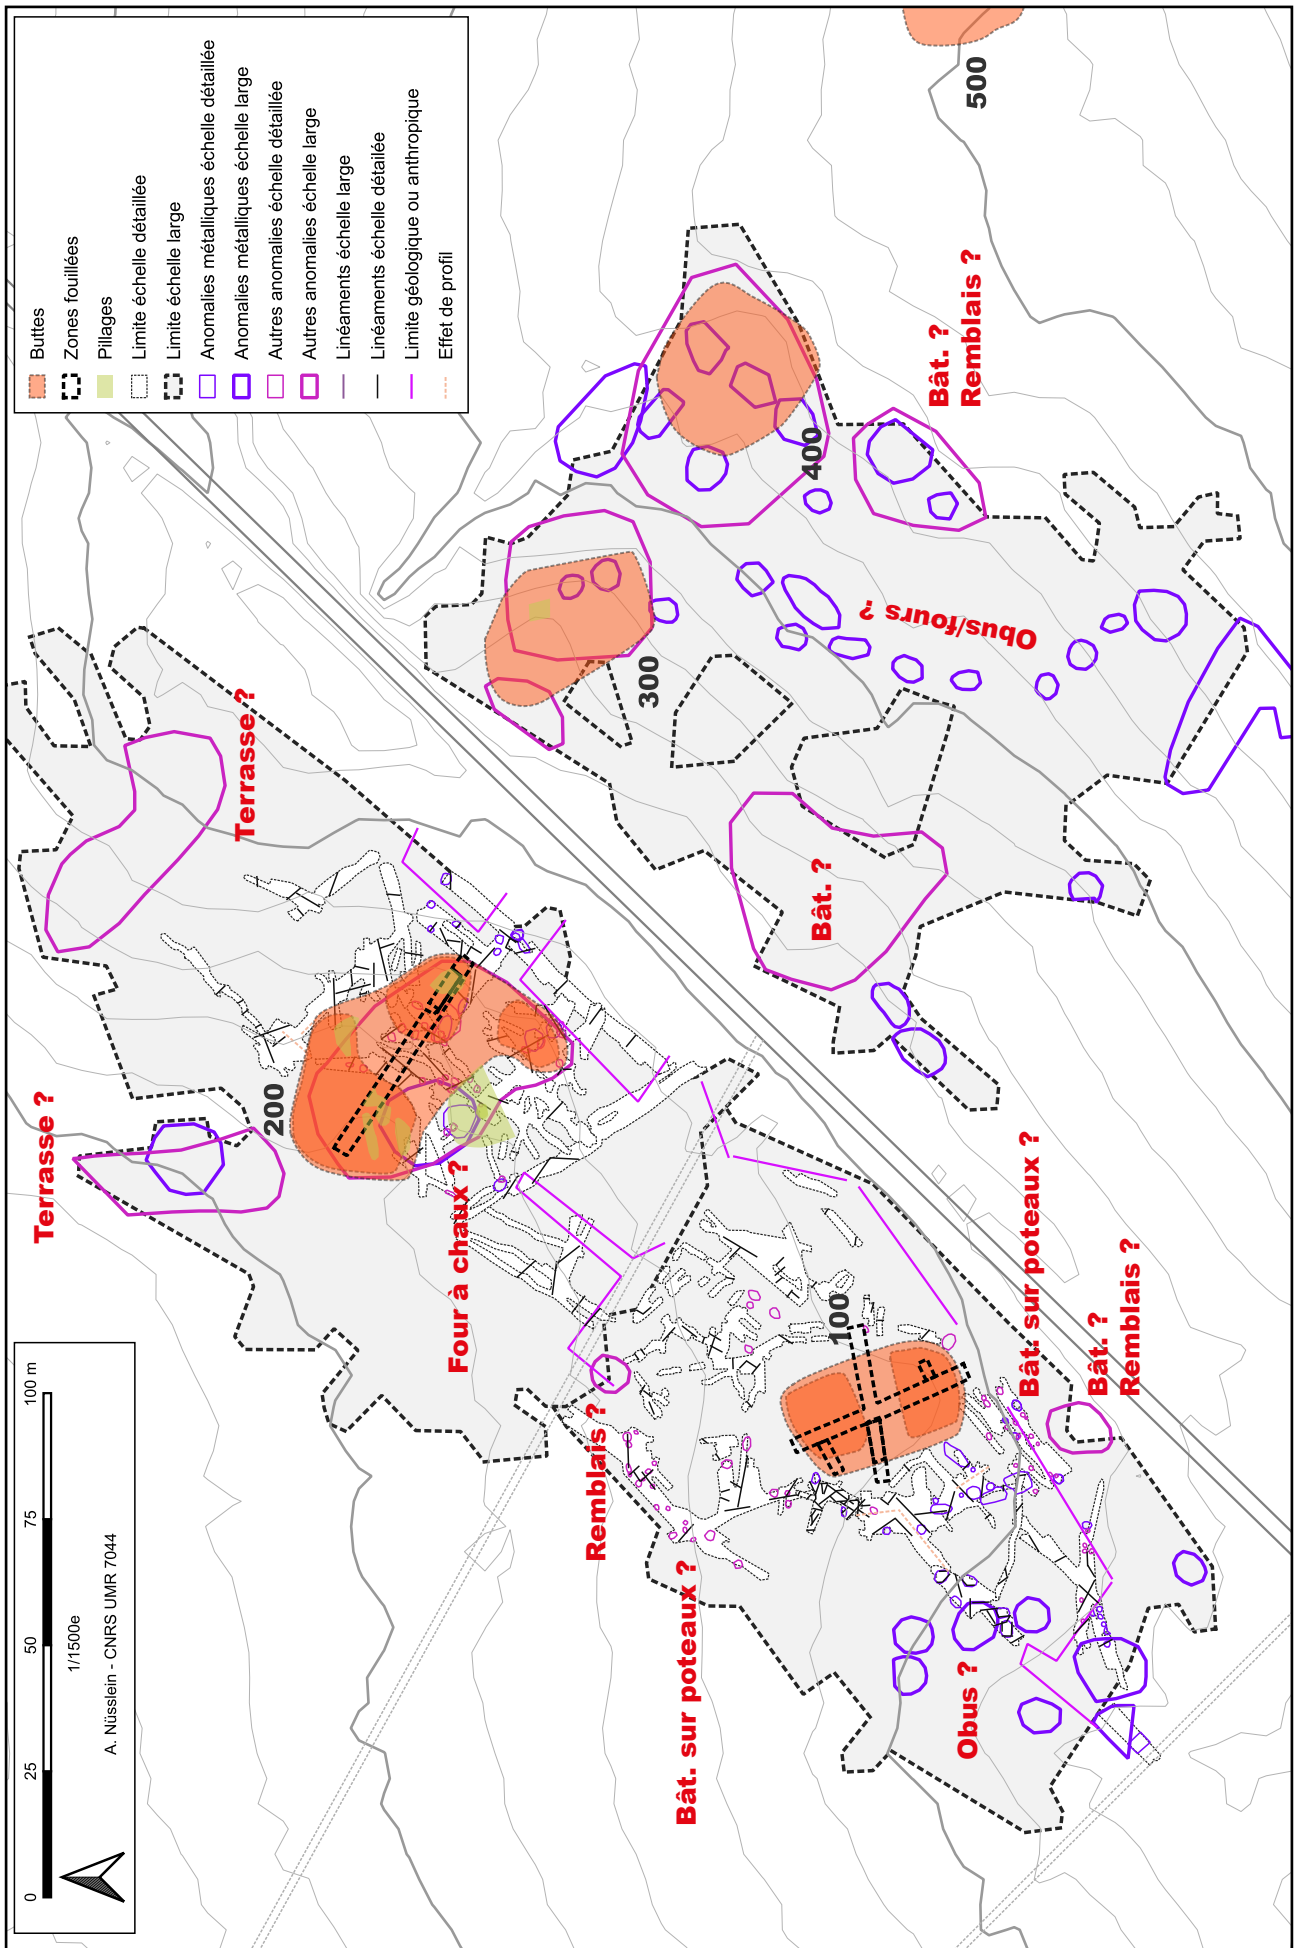 Buttes
Zones fouillées
Pillages
Limite échelle détaillée
Limite échelle large
Anomalies métalliques échelle détaillée
Anomalies métalliques échelle large
Autres anomalies échelle détaillée
Autres anomalies échelle large
Linéaments échelle large
Linéaments échelle détailée
Limite géologique ou anthropique
Effet de profil
0 25 50 75 100 m
1/1500e
A. Nüsslein - CNRS UMR 7044
Terrasse ?
Terrasse ?
200
Four à chaux ?
Remblais ?
Bât. sur poteaux ?
100
Obus ?
Bât. sur poteaux ?
Bât. ?
Remblais ?
300
Bât. ?
400
Obus/fours ?
Bât. ?
Remblais ?
500